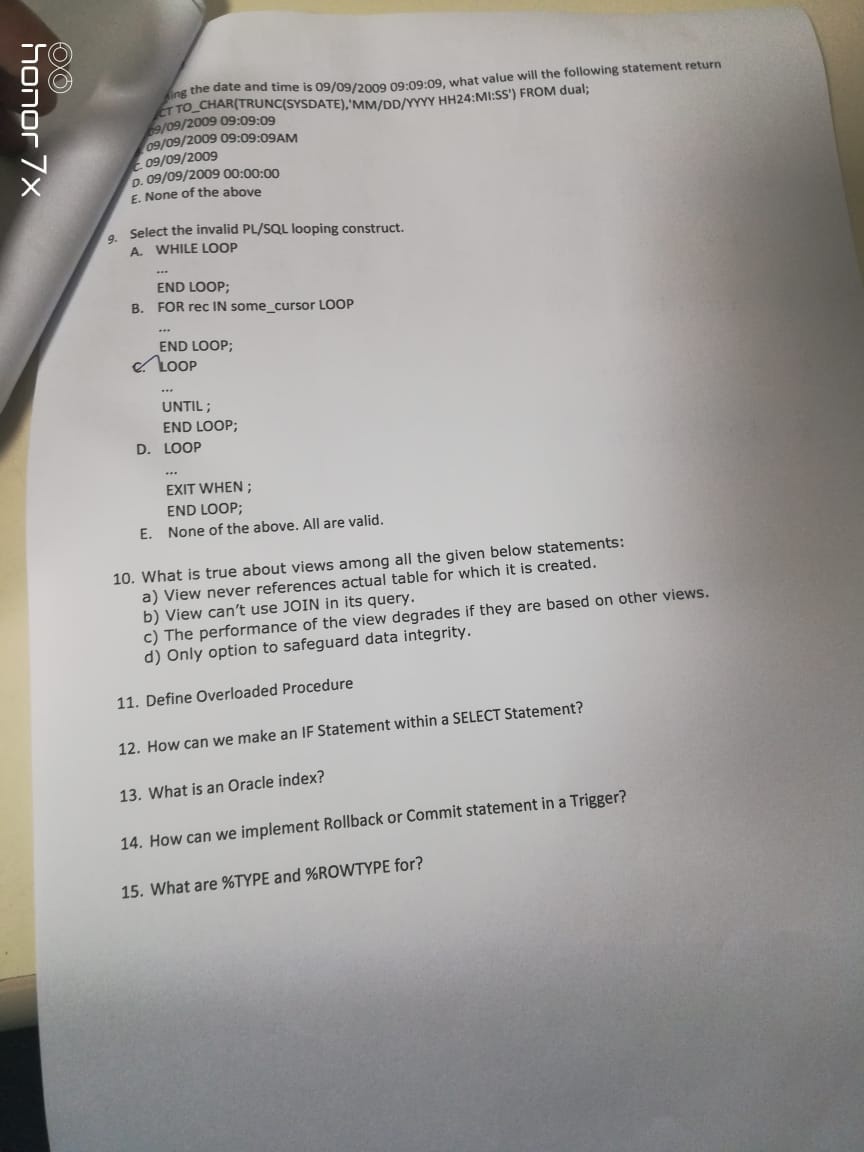 the date and time is 09/09/2009 09:09:09, what value will the following statement return
TO_CHAR(TRUNC(SYSDATE),'MM/DD/YYYY HH24:MI:SS') FROM dual;
09/09/2009 09:09:09
09/09/2009 09:09:09AM
C. 09/09/2009
D. 09/09/2009 00:00:00
E. None of the above
9. Select the invalid PL/SQL looping construct.
A. WHILE LOOP
...
END LOOP;
B. FOR rec IN some_cursor LOOP
...
END LOOP;
C. LOOP
...
UNTIL ;
END LOOP;
D. LOOP
...
EXIT WHEN ;
END LOOP;
E. None of the above. All are valid.
10. What is true about views among all the given below statements:
a) View never references actual table for which it is created.
b) View can't use JOIN in its query.
c) The performance of the view degrades if they are based on other views.
d) Only option to safeguard data integrity.
11. Define Overloaded Procedure
12. How can we make an IF Statement within a SELECT Statement?
13. What is an Oracle index?
14. How can we implement Rollback or Commit statement in a Trigger?
15. What are %TYPE and %ROWTYPE for?
honor 7x